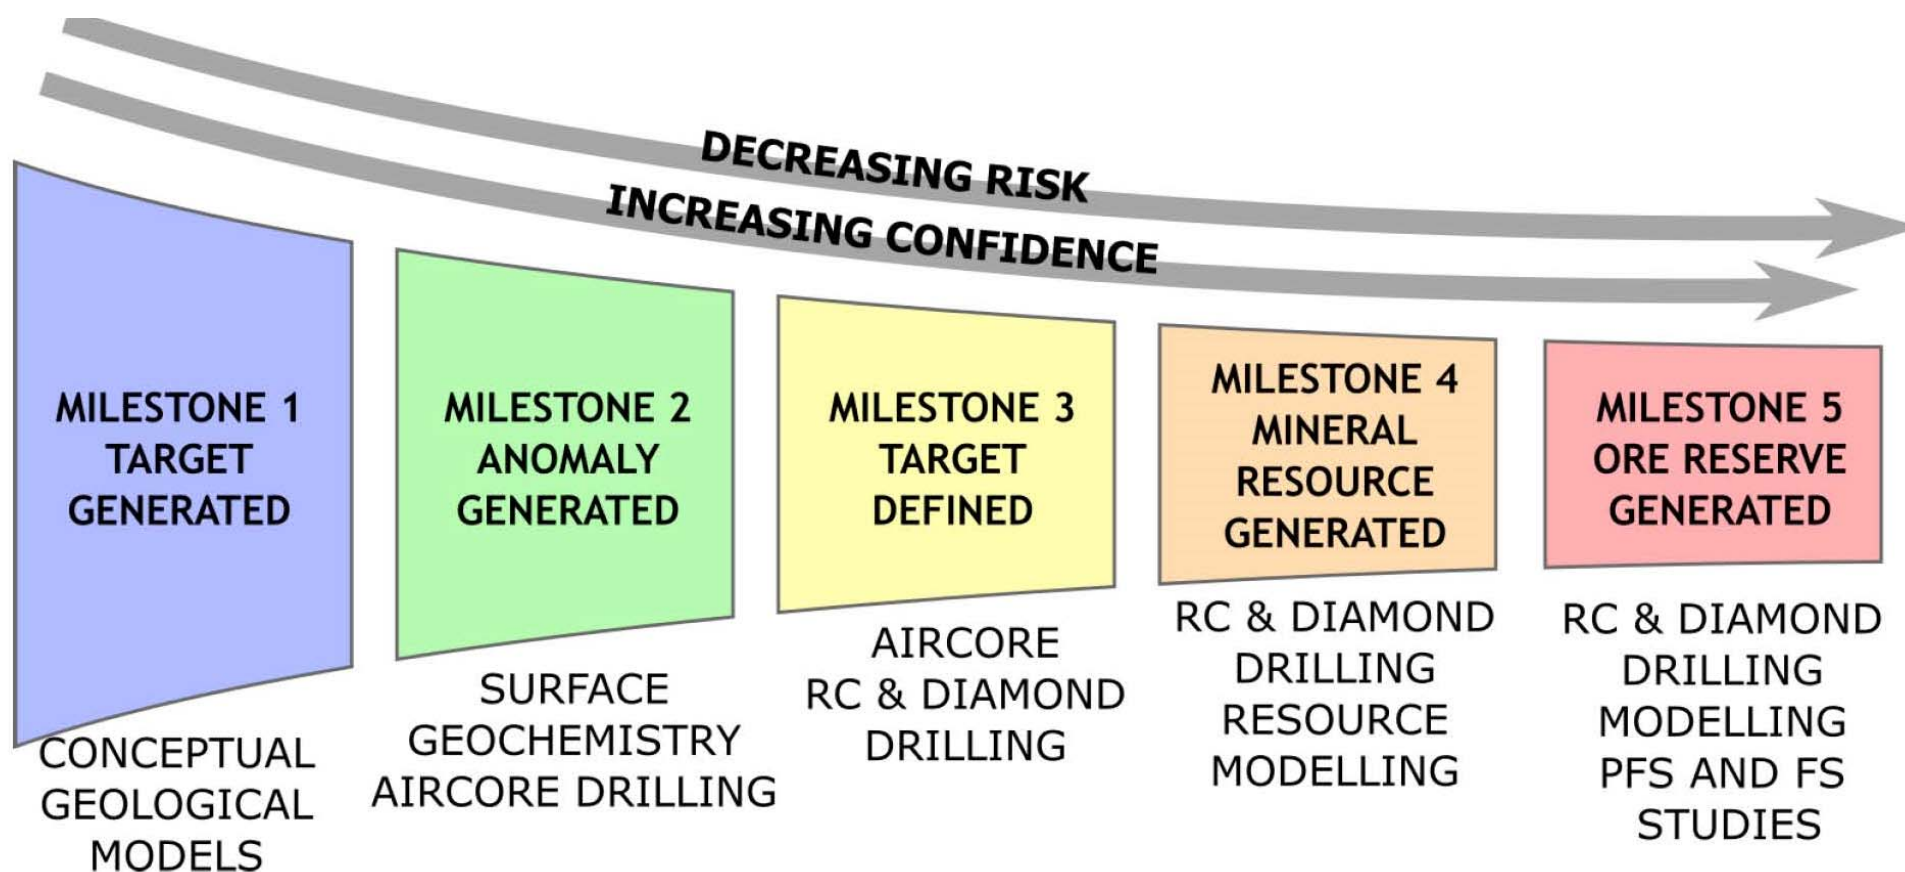 DECREASING RISK
INCREASING CONFIDENCE
MILESTONE 1
TARGET
GENERATED
CONCEPTUAL
GEOLOGICAL
MODELS
MILESTONE 2
ANOMALY
GENERATED
SURFACE
GEOCHEMISTRY
AIRCORE DRILLING
MILESTONE 3
TARGET
DEFINED
AIRCORE
RC & DIAMOND
DRILLING
MILESTONE 4
MINERAL
RESOURCE
GENERATED
RC & DIAMOND
DRILLING
RESOURCE
MODELLING
MILESTONE 5
ORE RESERVE
GENERATED
RC & DIAMOND
DRILLING
MODELLING
PFS AND FS
STUDIES